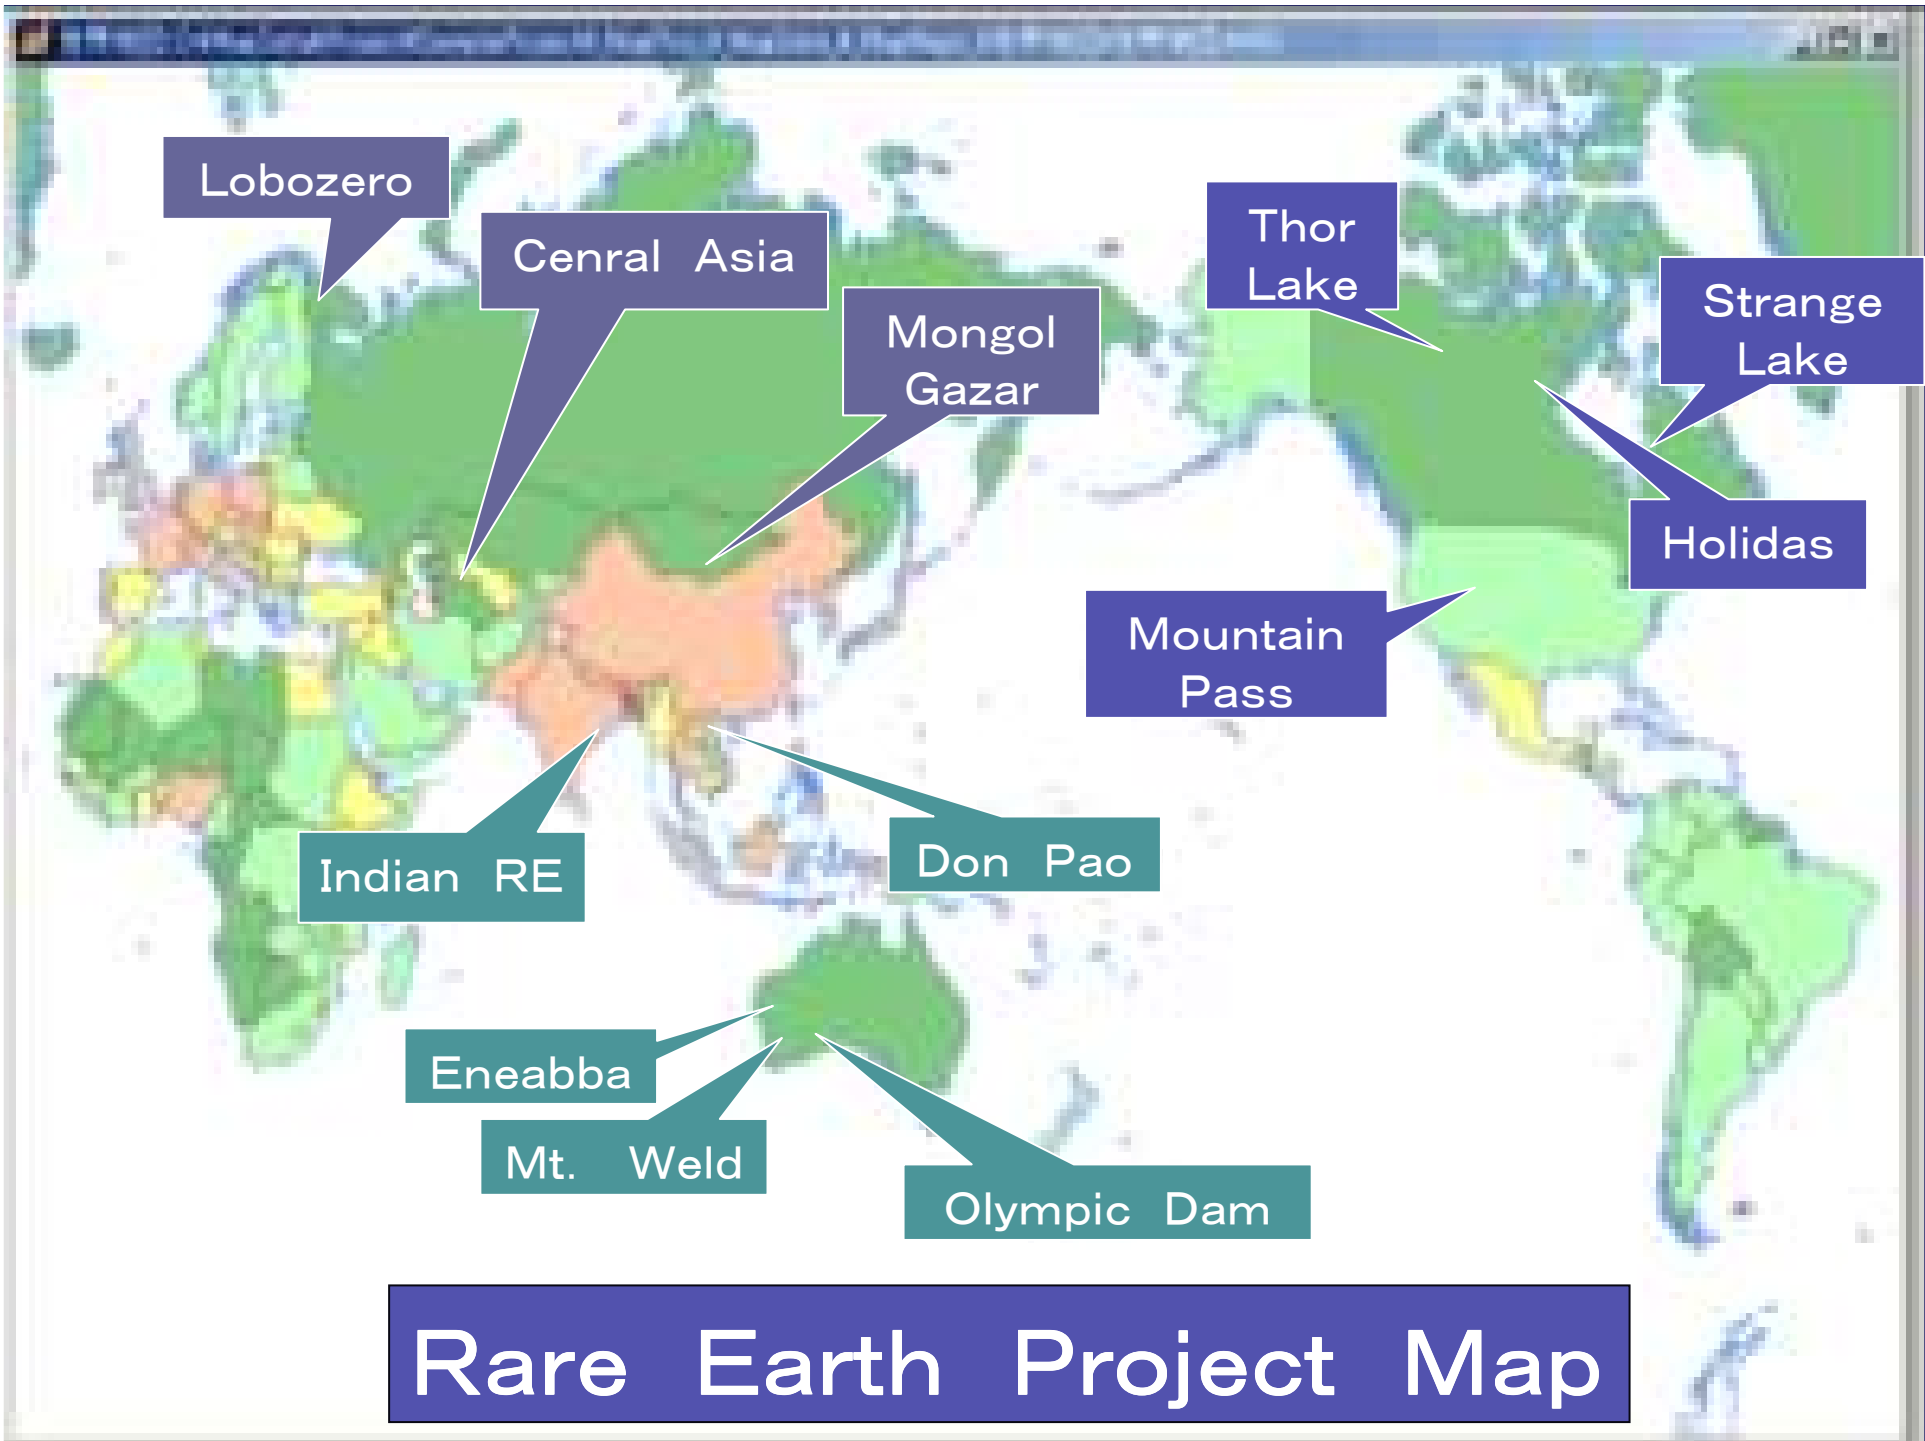 Lobozero
Cenral Asia
Mongol
Gazar
Thor
Lake
Strange
Lake
Holidas
Mountain
Pass
Indian RE
Don Pao
Eneabba
Mt. Weld
Olympic Dam
Rare Earth Project Map